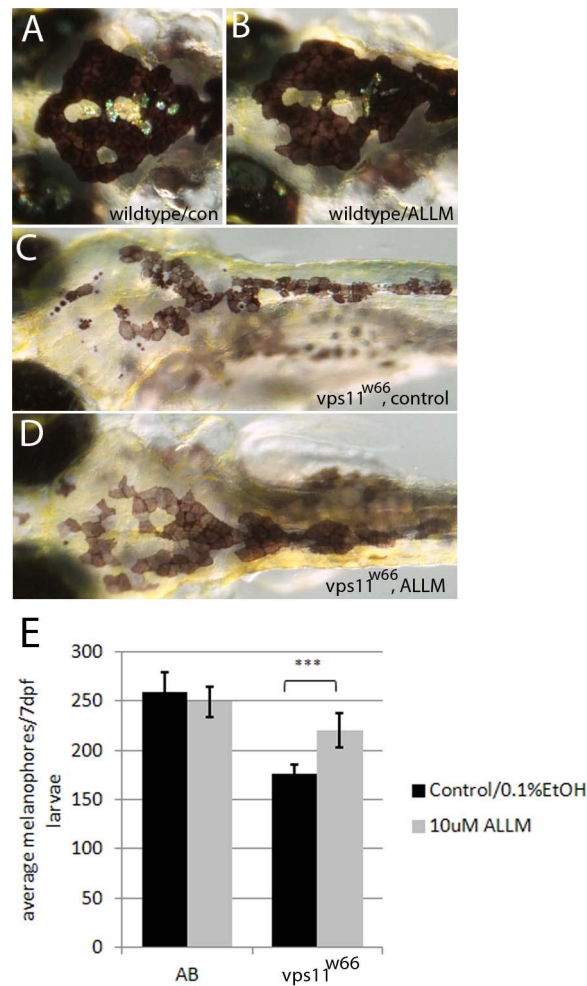 A
wildtype/con
B
wildtype/ALLM
C
vps11w66, control
D
vps11w66, ALLM
E
300
250
200
150
100
50
0
average melanophores/7dpf
larvae
***
AB
vps11w66
Control/0.1%EtOH
10uM ALLM